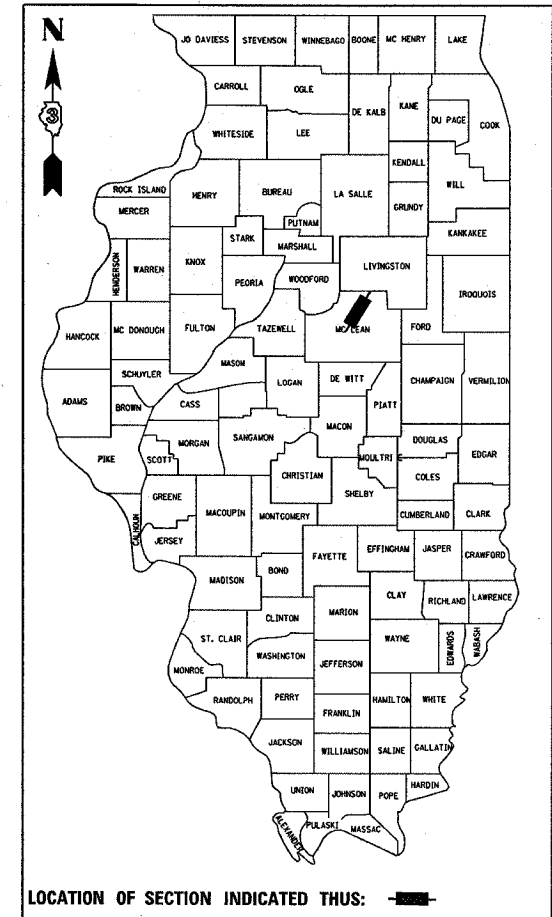 N
3
JO DAVIESS STEVENSON WINNEBAGO BOONE MC HENRY LAKE
CARROLL OGLE DE KALB KANE DU PAGE COOK
WHITESIDE LEE
KENDALL WILL
ROCK ISLAND HENRY BUREAU LA SALLE GRUNDY
MERCER PUTNAM KANKAKEE
STARK MARSHALL
HENDERSON WARREN KNOX LIVINGSTON
PEORIA WOODFORD IROQUOIS
HANCOCK MC DONOUGH FULTON TAZEWELL MC LEAN FORD
MASOM
SCHUYLER LOGAN DE WITT CHAMPAIGN VERMILION
ADAMS BROWN CASS PIATT
MACON
MORGAN SANGAMON DOUGLAS
PIKE SCOTT MOULTRIE EDGAR
CHRISTIAN COLES
GREENE SHELBY
MACOUPIN MONTGOMERY CUMBERLAND CLARK
CALHOUN JERSEY
FAYETTE EFFINGHAM JASPER CRAWFORD
BOND
MADISON CLAY RICHLAND LAWRENCE
CLINTON MARION
ST. CLAIR WAYNE EDWARDS WABASH
WASHINGTON JEFFERSON
MONROE
RANDOLPH PERRY HAMILTON WHITE
FRANKLIN
JACKSON WILLIAMSON SALINE GALLATIN
UNION JOHNSON POPE HARDIN
ALEXANDER PULASKI MASSAC
LOCATION OF SECTION INDICATED THUS: